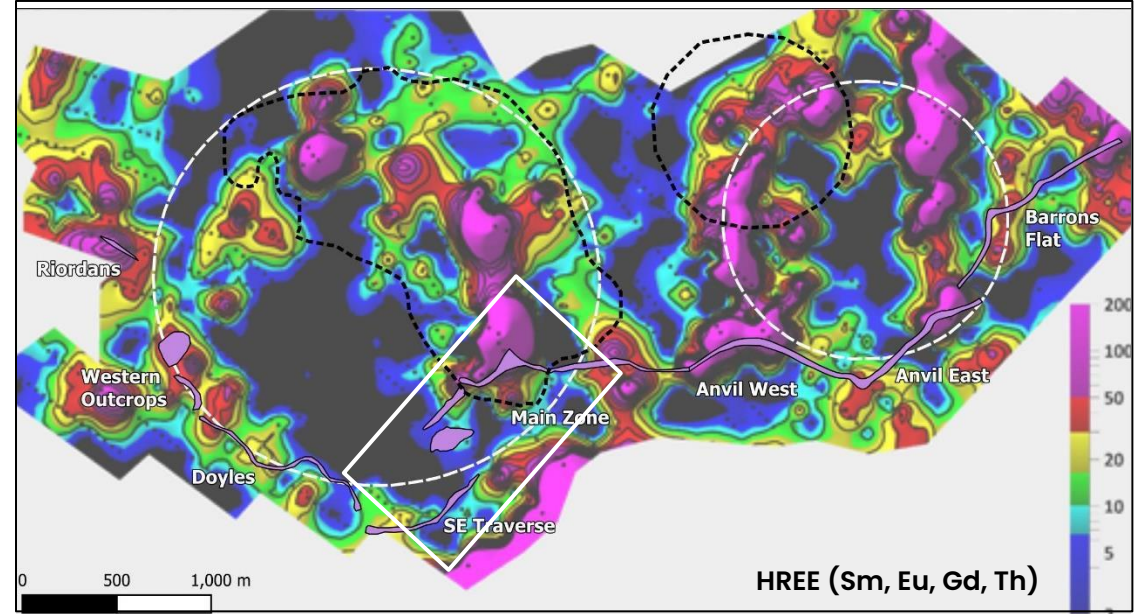 Riordans
Western
Outcrops
Doyles
SE Traverse
Main Zone
Anvil West
Anvil East
Barrons
Flat
200
100
50
20
10
5
0 500 1,000 m
HREE (Sm, Eu, Gd, Th)